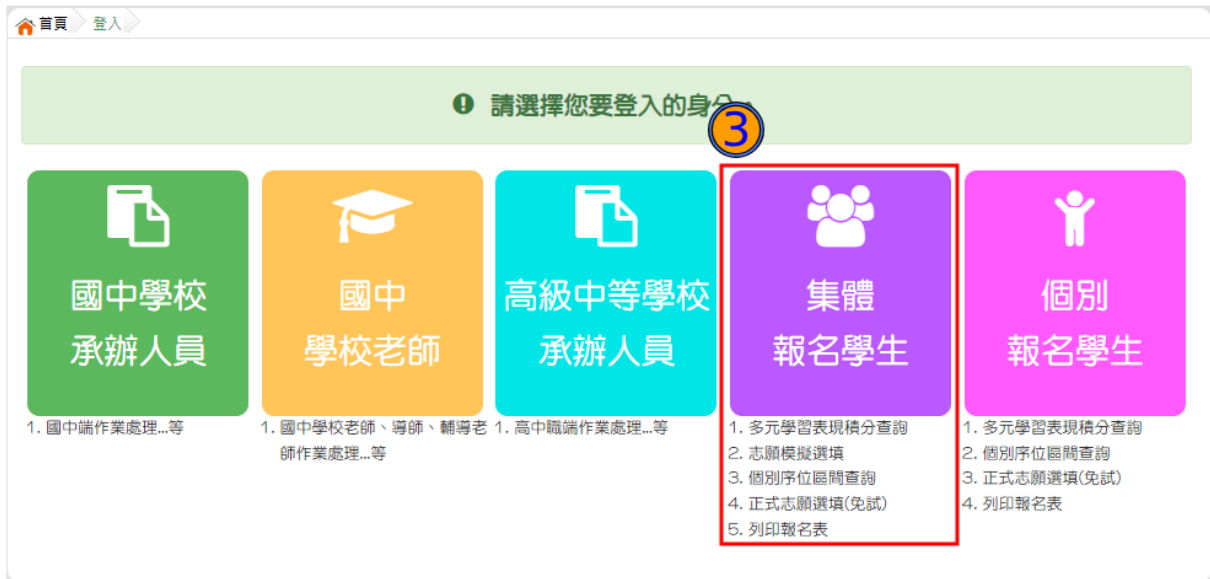 首頁 登入
請選擇您要登入的身分
3
國中學校
承辦人員
1. 國中端作業處理...等
國中
學校老師
1. 國中學校老師、導師、輔導老
師作業處理...等
高級中等學校
承辦人員
1. 高中職端作業處理...等
集體
報名學生
1. 多元學習表現積分查詢
2. 志願模擬選填
3. 個別序位區間查詢
4. 正式志願選填(免試)
5. 列印報名表
個別
報名學生
1. 多元學習表現積分查詢
2. 個別序位區間查詢
3. 正式志願選填(免試)
4. 列印報名表